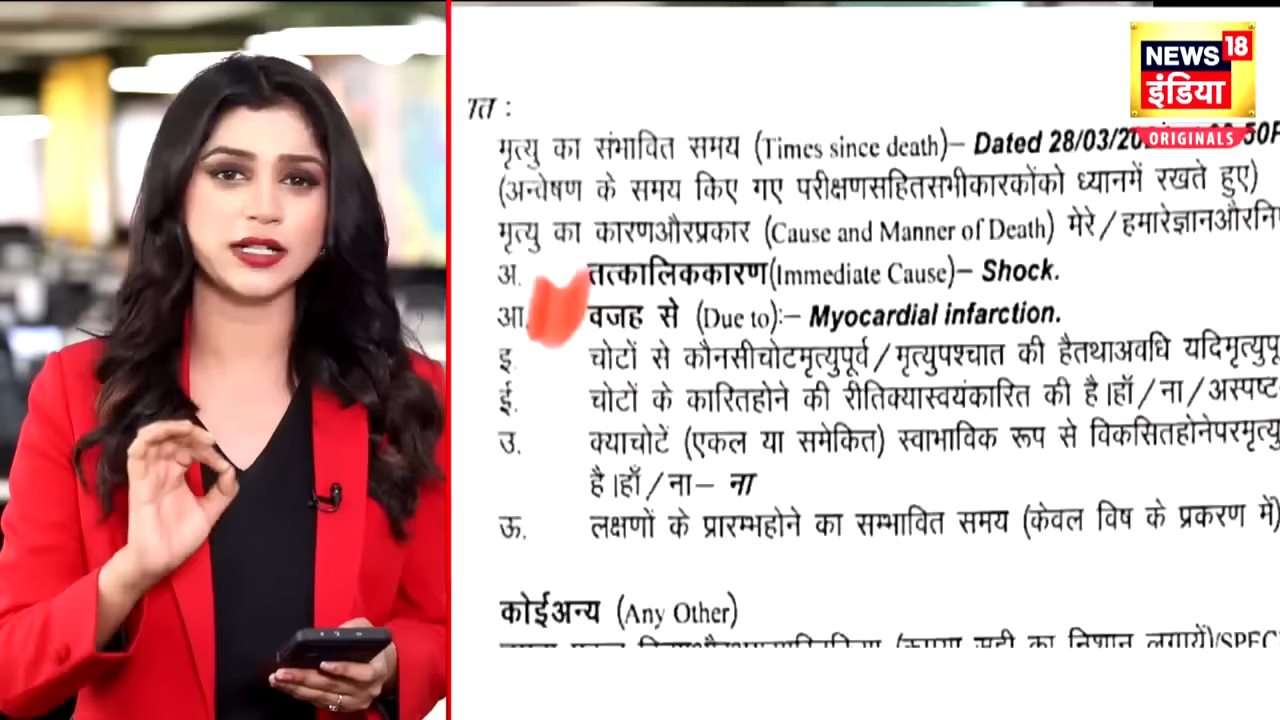 NEWS 18
इंडिया
ORIGINALS
ात :
मृत्यु का संभावित समय (Times since death)– Dated 28/03/20
(अन्वेषण के समय किए गए परीक्षणसहितसभीकारकोंको ध्यानमें रखते हुए)
मृत्यु का कारणऔरप्रकार (Cause and Manner of Death) मेरे/हमारेज्ञानऔरनि
अ. तत्कालिककारण(Immediate Cause)– Shock.
आ. वजह से (Due to):– Myocardial infarction.
इ. चोटों से कौनसीचोटमृत्युपूर्व/मृत्युपश्चात की हैतथाअवधि यदिमृत्युपू
ई. चोटों के कारितहोने की रीतिक्यास्वयंकारित की है।हॉं/ना/अस्पष्ट
उ. क्याचोटें (एकल या समेकित) स्वाभाविक रूप से विकसितहोनेपरमृत्यु
है।हॉं/ना– ना
ऊ. लक्षणों के प्रारम्भहोने का सम्भावित समय (केवल विष के प्रकरण में)
कोईअन्य (Any Other)